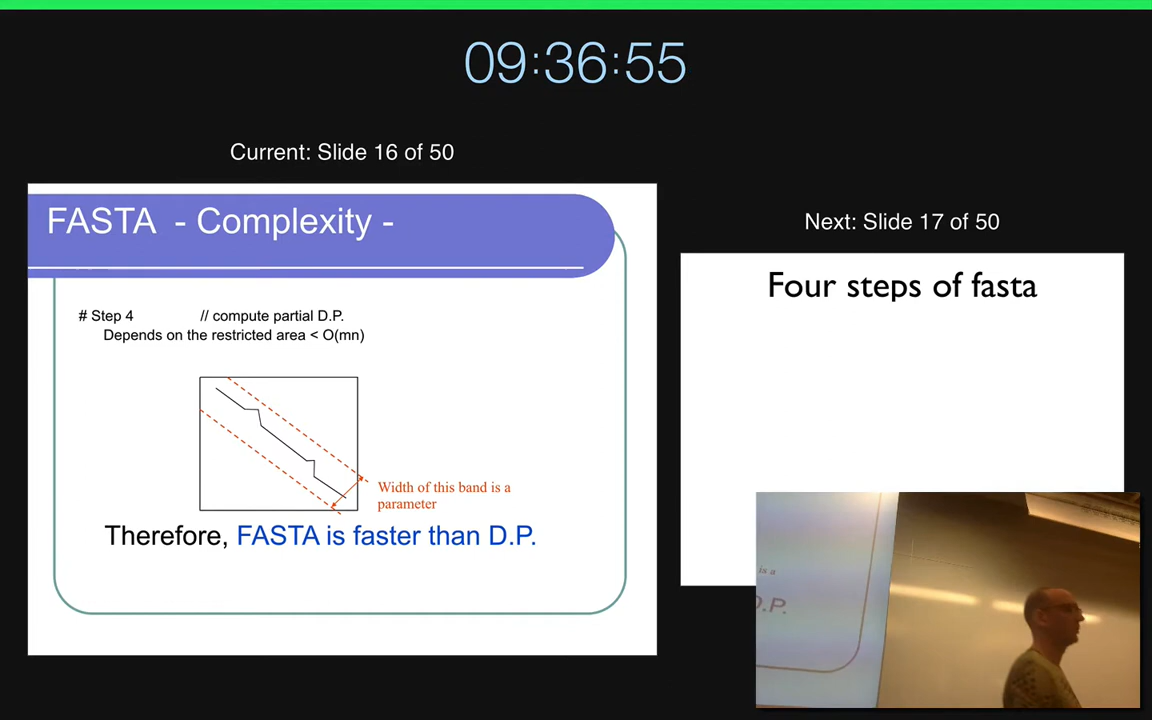 09:36:55
Current: Slide 16 of 50
FASTA - Complexity -
# Step 4 // compute partial D.P.
Depends on the restricted area < O(mn)
Width of this band is a
parameter
Therefore, FASTA is faster than D.P.
Next: Slide 17 of 50
Four steps of fasta
is a
D.P.